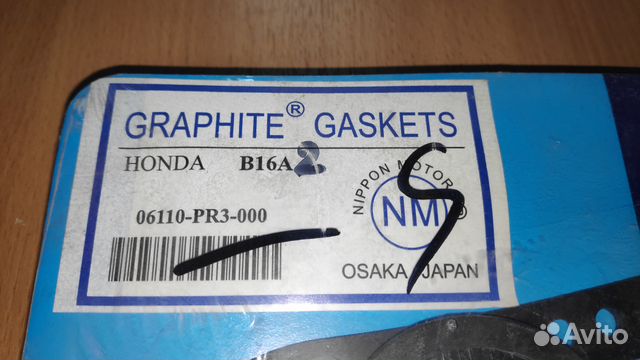 GRAPHITE® GASKETS
HONDA B16A2
06110-PR3-000
NIPPON MOTOR
NM ®
OSAKA JAPAN
Avito